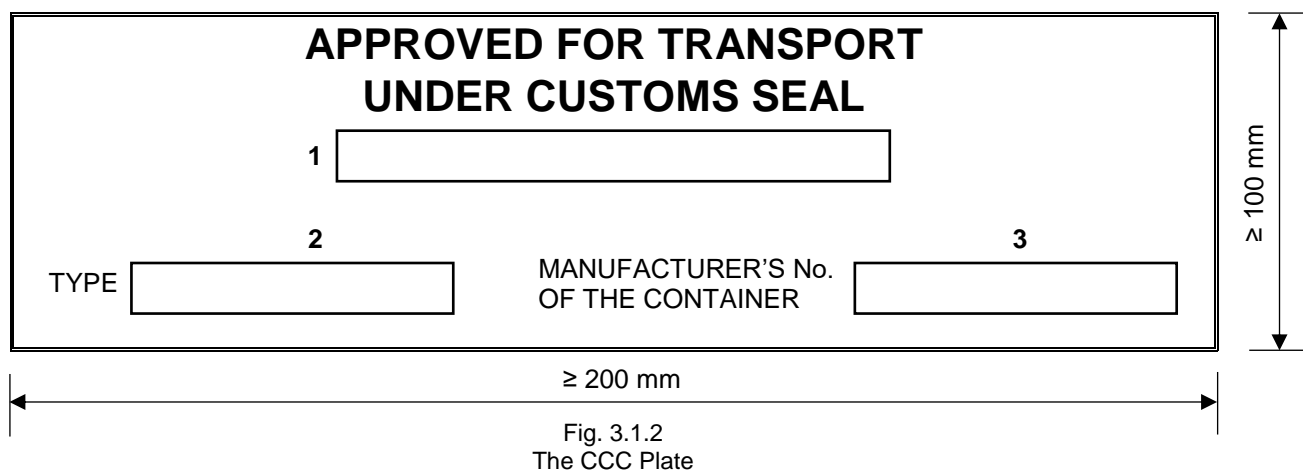 APPROVED FOR TRANSPORT
UNDER CUSTOMS SEAL
1
2
3
TYPE
MANUFACTURER’S No.
OF THE CONTAINER
≥ 100 mm
≥ 200 mm
Fig. 3.1.2
The CCC Plate